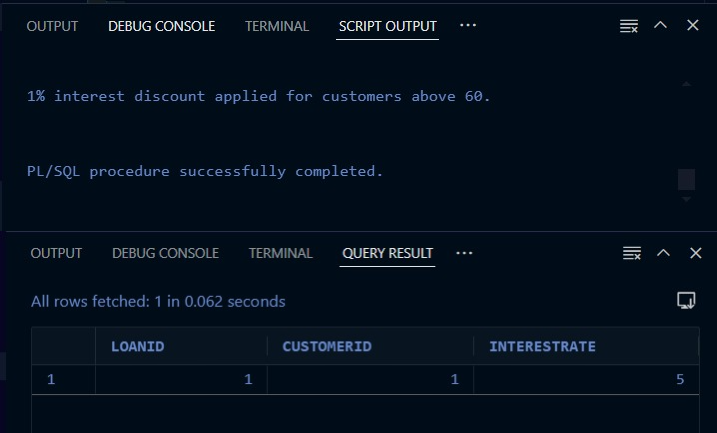 OUTPUT DEBUG CONSOLE TERMINAL SCRIPT OUTPUT ···
1% interest discount applied for customers above 60.
PL/SQL procedure successfully completed.
OUTPUT DEBUG CONSOLE TERMINAL QUERY RESULT ···
All rows fetched: 1 in 0.062 seconds
LOANID CUSTOMERID INTERESTRATE
1 1 1 5